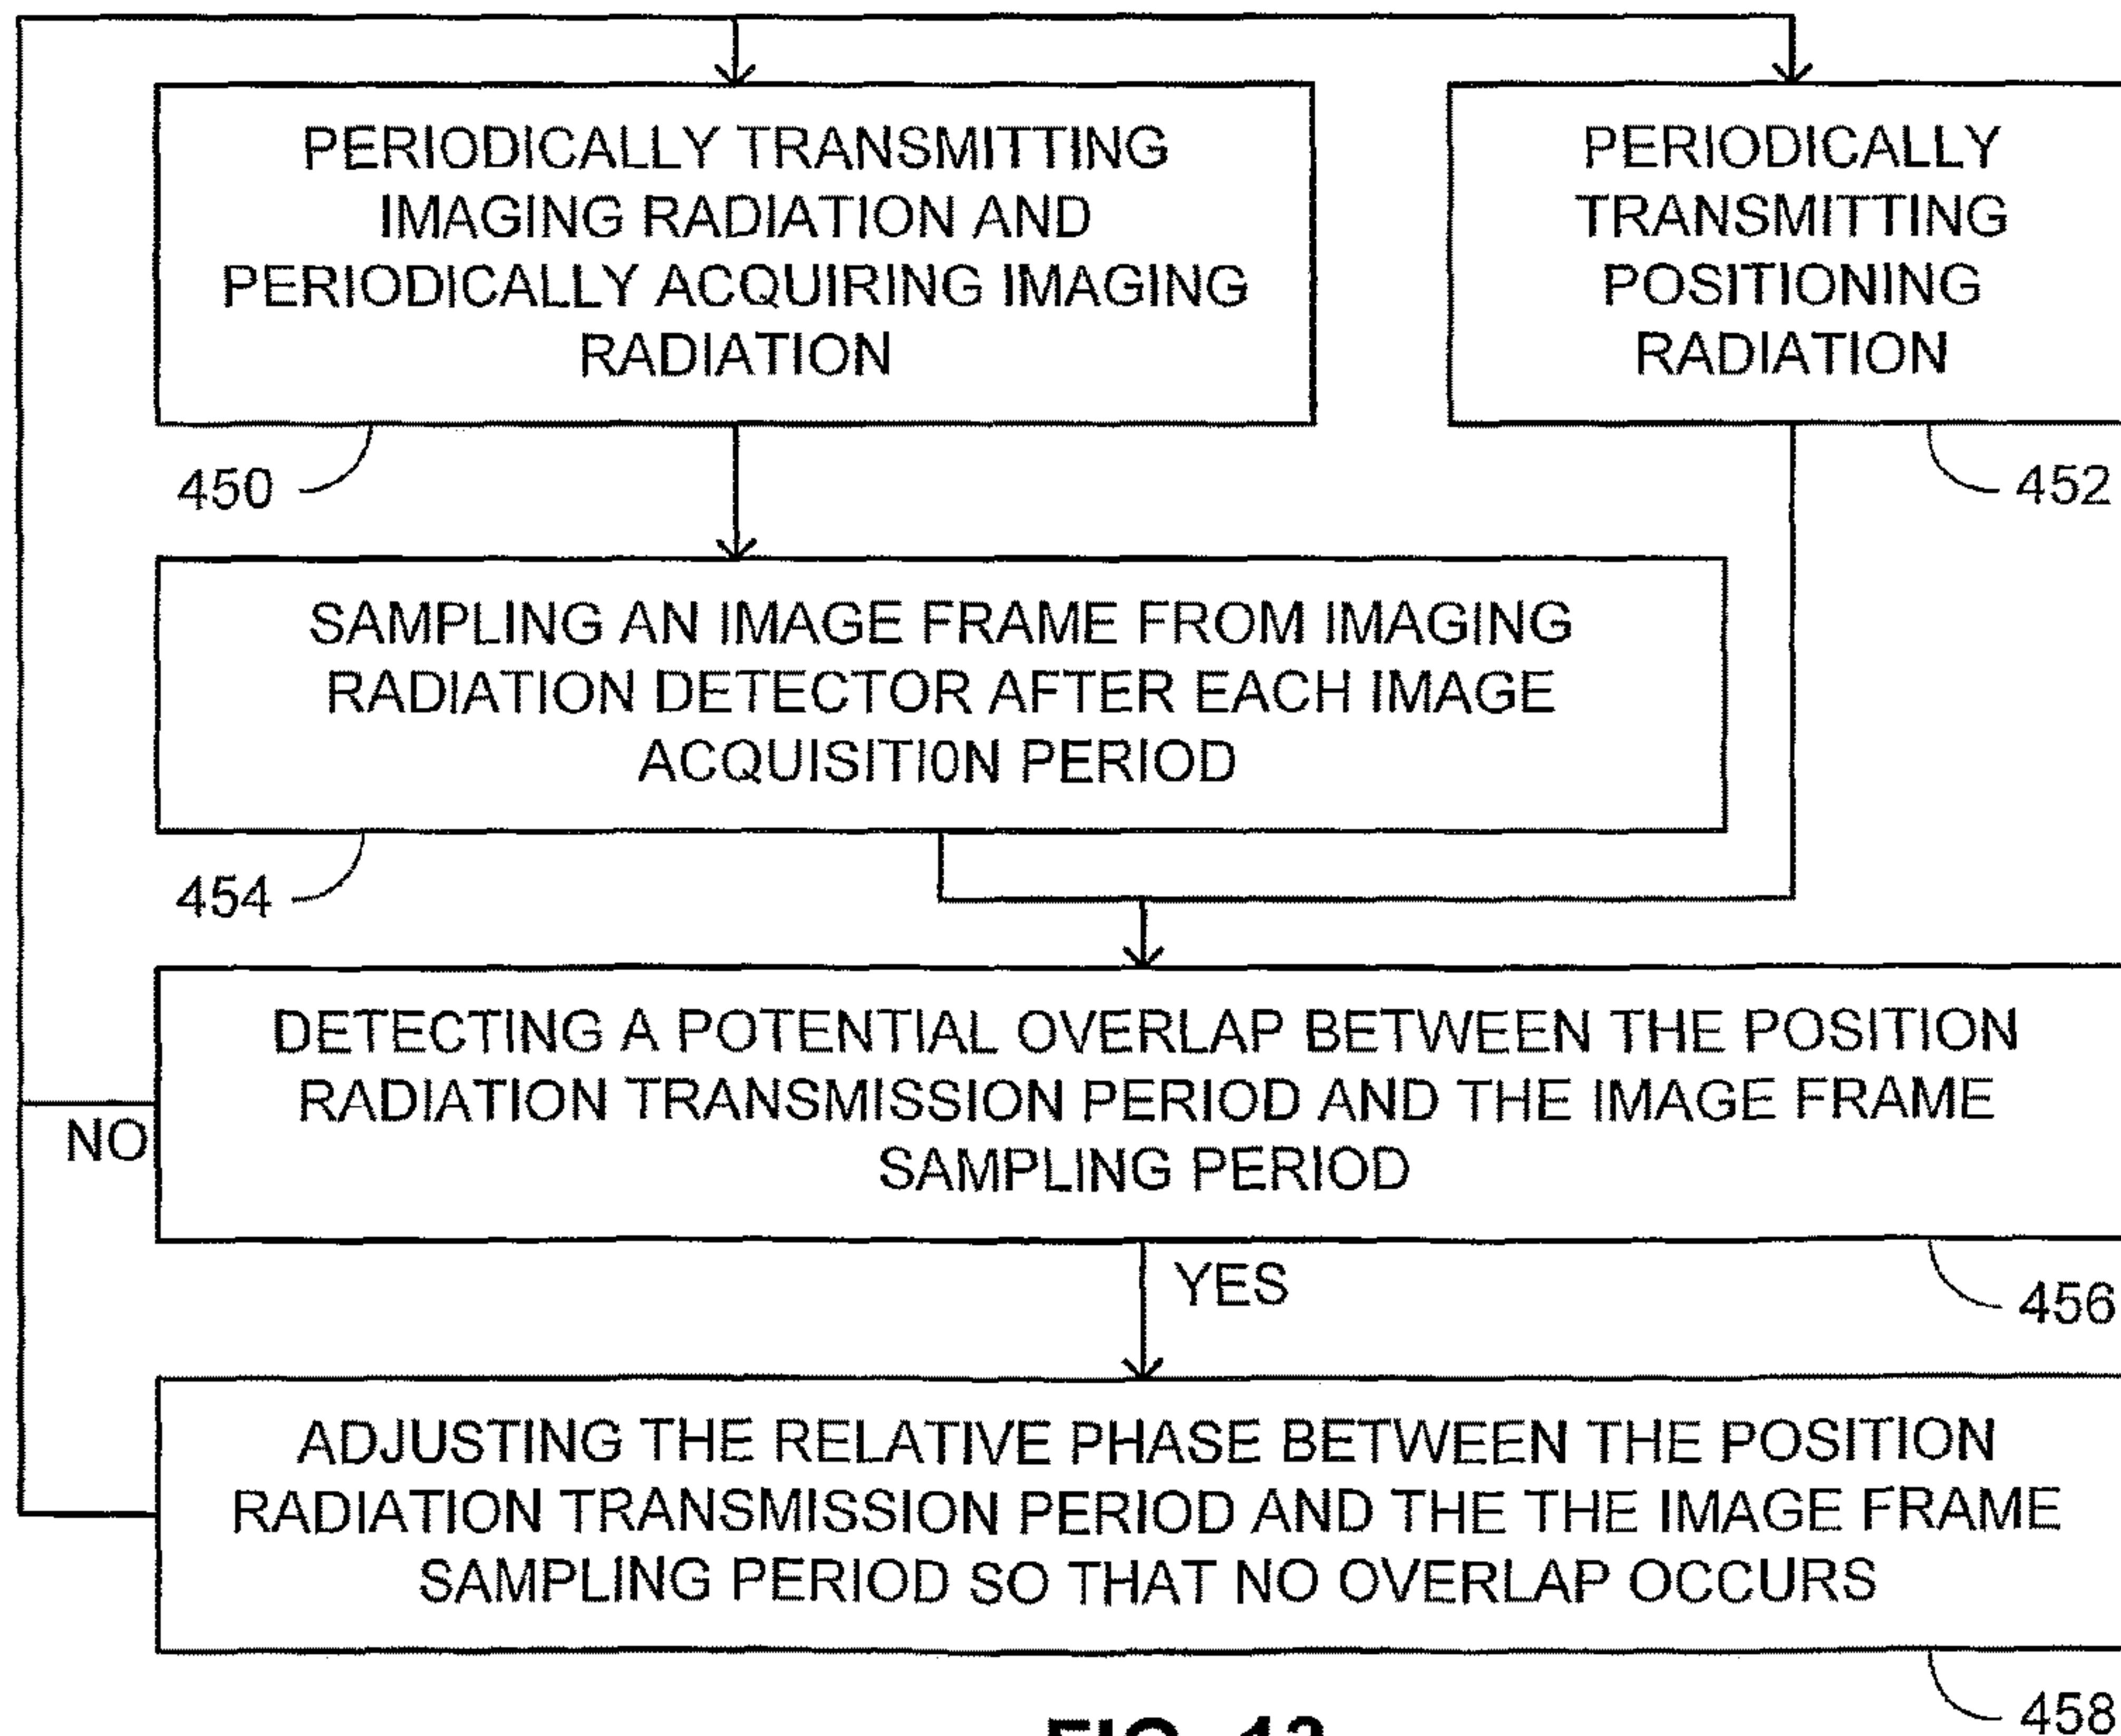 PERIODICALLY TRANSMITTING
IMAGING RADIATION AND
PERIODICALLY ACQUIRING IMAGING
RADIATION
450
PERIODICALLY
TRANSMITTING
POSITIONING
RADIATION
452
SAMPLING AN IMAGE FRAME FROM IMAGING
RADIATION DETECTOR AFTER EACH IMAGE
ACQUISITION PERIOD
454
DETECTING A POTENTIAL OVERLAP BETWEEN THE POSITION
RADIATION TRANSMISSION PERIOD AND THE IMAGE FRAME
SAMPLING PERIOD
NO
YES
456
ADJUSTING THE RELATIVE PHASE BETWEEN THE POSITION
RADIATION TRANSMISSION PERIOD AND THE THE IMAGE FRAME
SAMPLING PERIOD SO THAT NO OVERLAP OCCURS
458